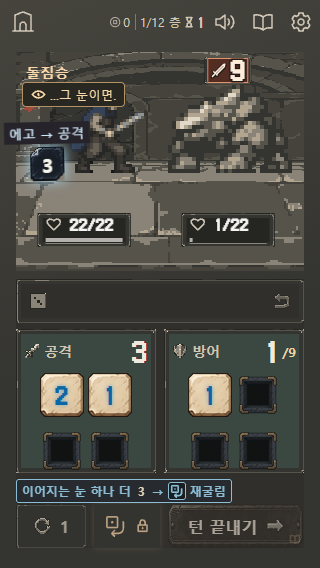 0 1/12 층 1
돌짐승
...그 눈이면.
9
에고 → 공격
3
22/22
1/22
공격 3
방어 1/9
2 1
1
이어지는 눈 하나 더 3 → 재굴림
1
턴 끝내기